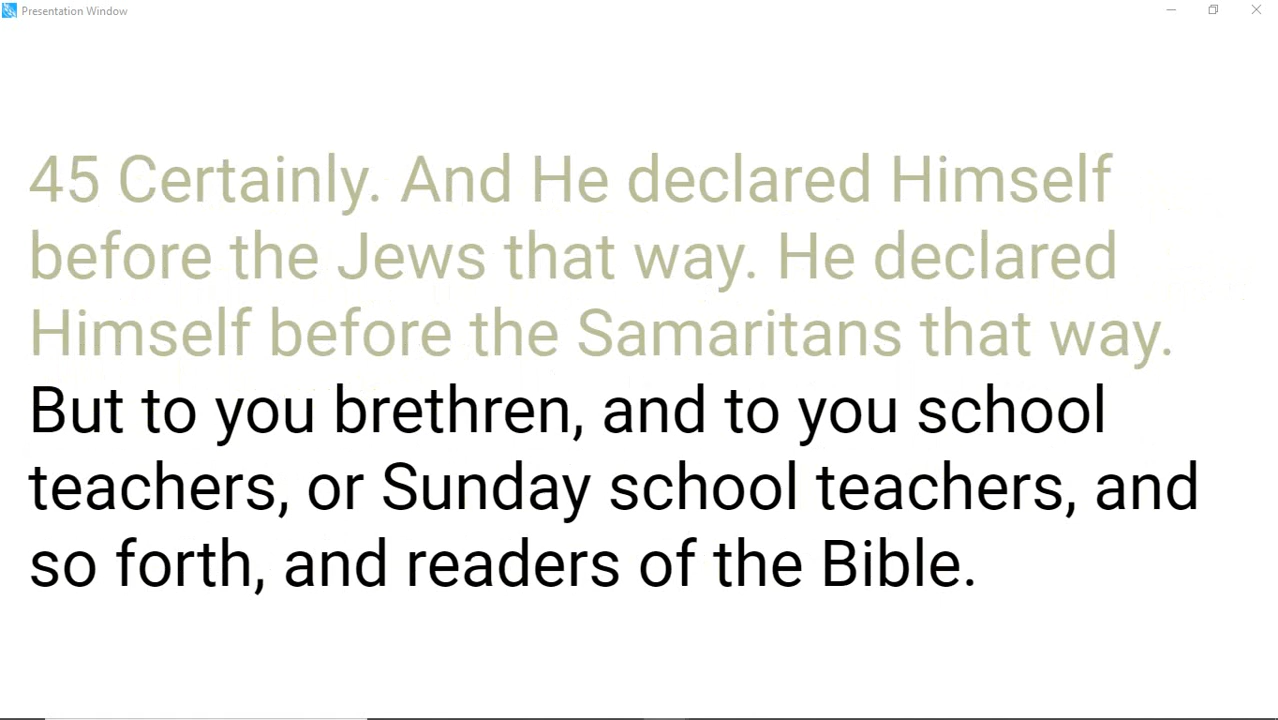 Presentation Window
45 Certainly. And He declared Himself
before the Jews that way. He declared
Himself before the Samaritans that way.
But to you brethren, and to you school
teachers, or Sunday school teachers, and
so forth, and readers of the Bible.